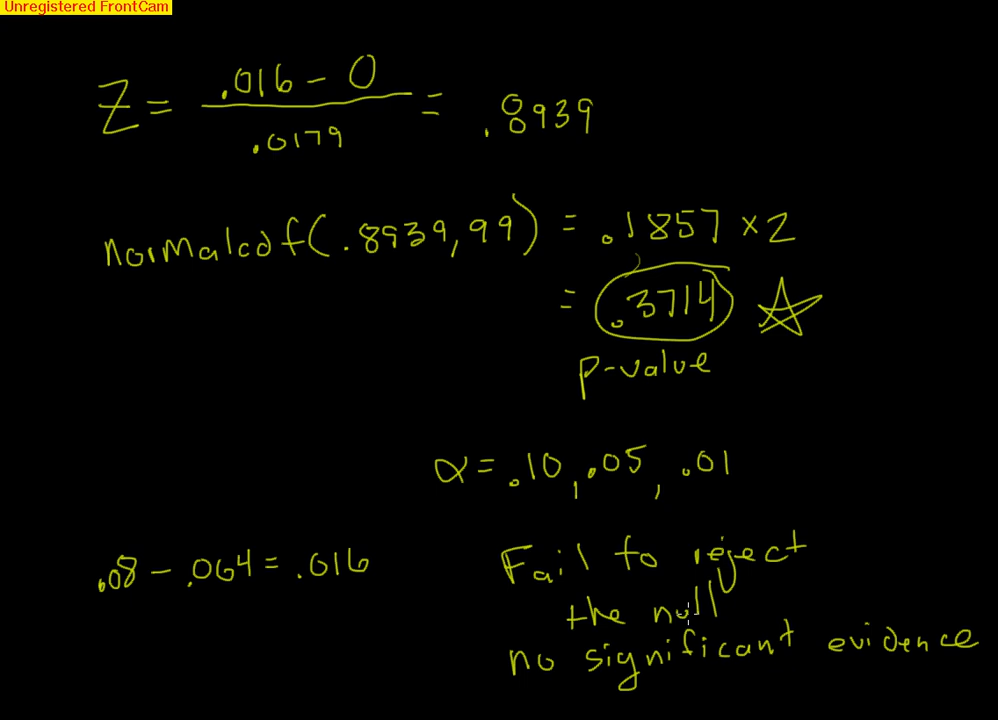 Unregistered FrontCam
Z = .016 - 0 / .0179 = .8939
normalcdf(.8939, 99) = .1857 x 2
= .3714
p-value
α = .10, .05, .01
.08 - .064 = .016
Fail to reject
the null
no significant evidence